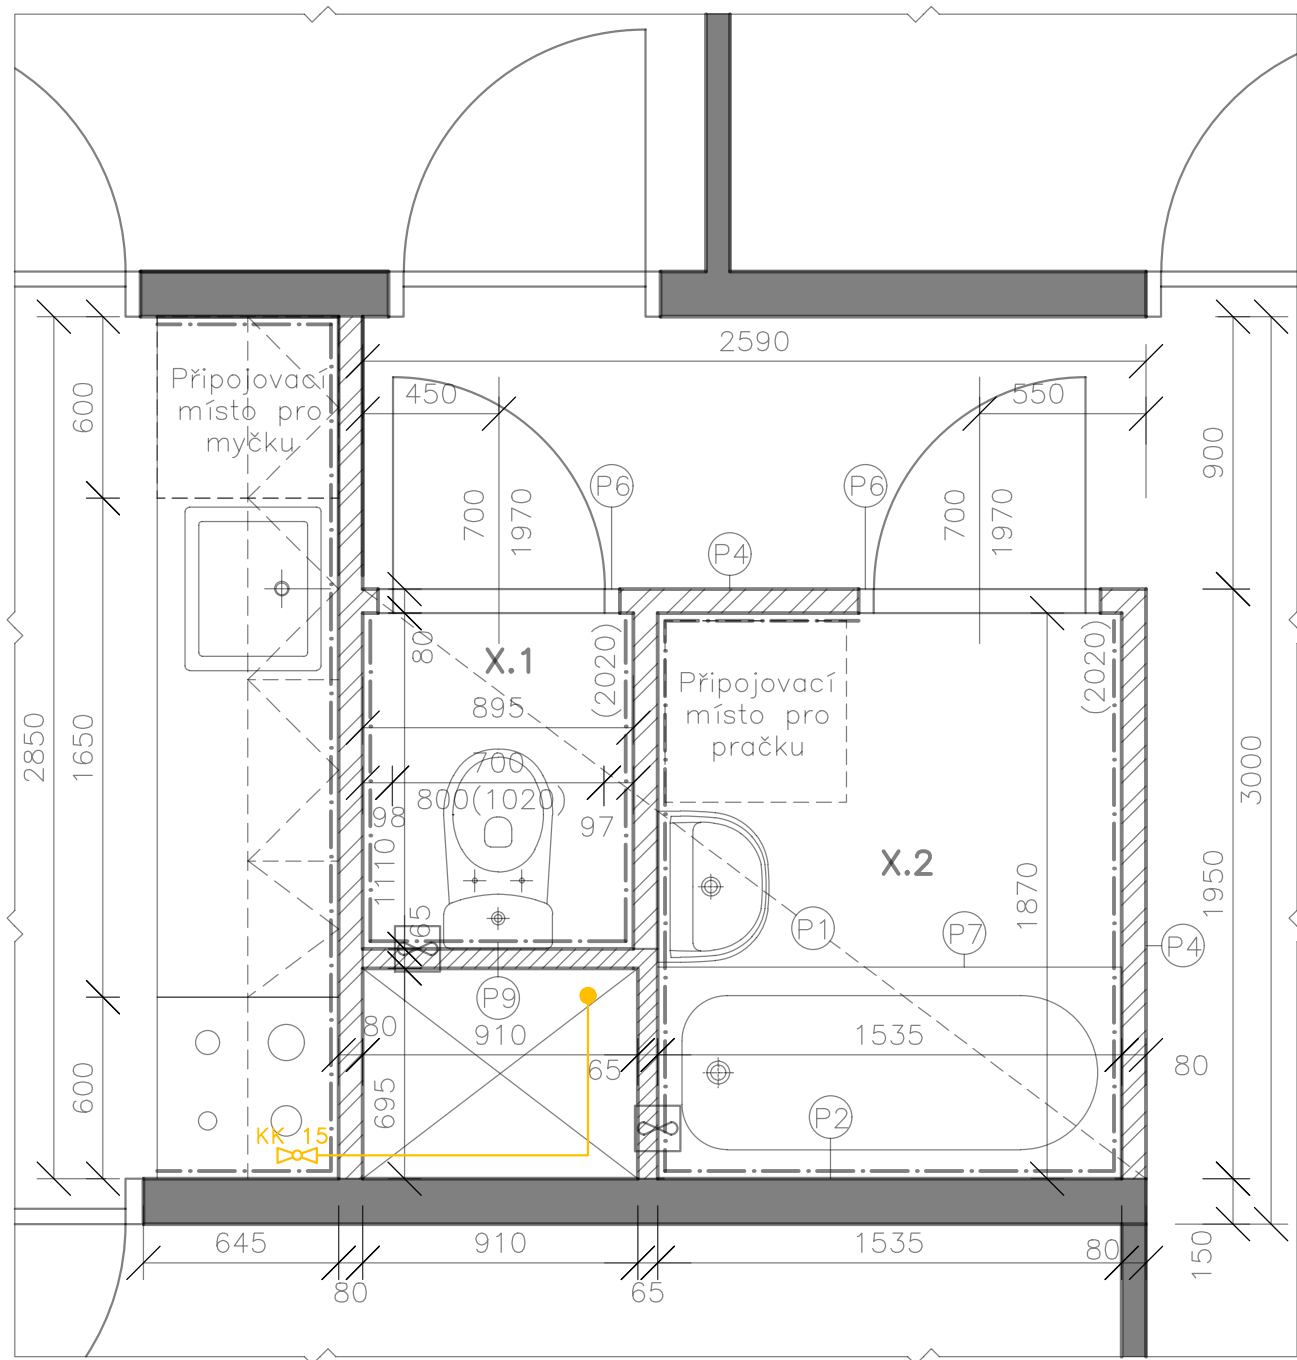 2590
450
550
Připojovací
místo pro
myčku
600
900
P6
P6
700
1970
700
1970
P4
80
X.1
(2020)
(2020)
895
Připojovací
místo pro
pračku
2850
1650
3000
700
800(1020)
98
97
1110
X.2
1870
1950
65
P1
P7
P4
P9
80
910
1535
65
80
600
695
P2
KK 15
645
910
1535
80
150
80
65